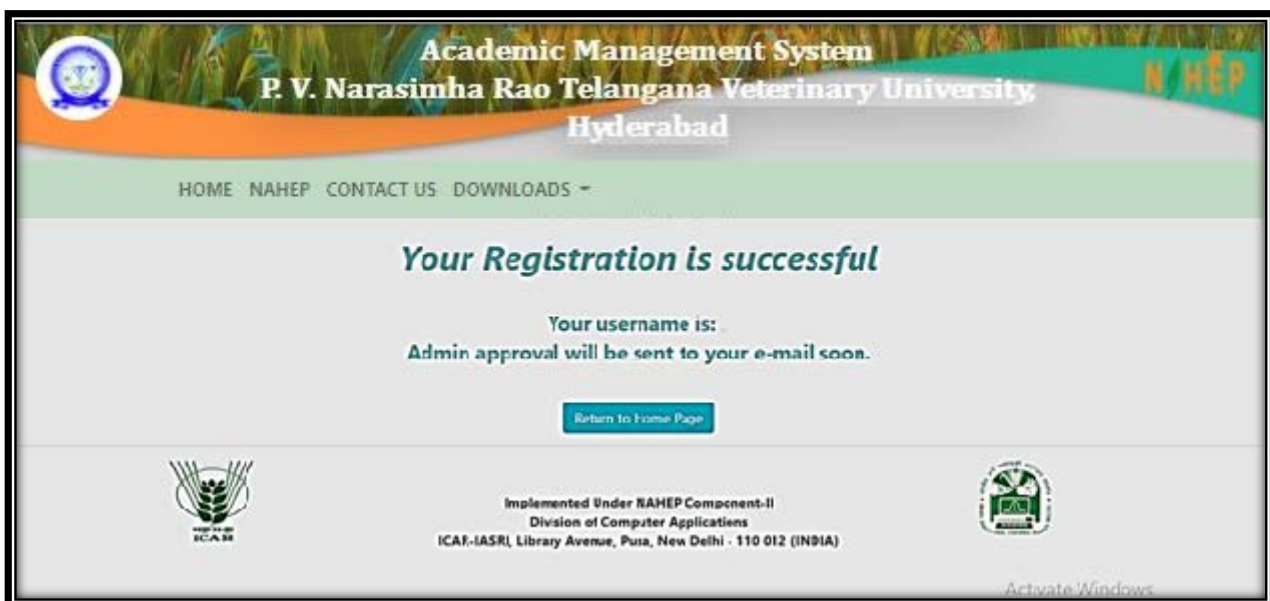 Academic Management System
P. V. Narasimha Rao Telangana Veterinary University,
Hyderabad
NAHEP
HOME NAHEP CONTACT US DOWNLOADS
Your Registration is successful
Your username is:
Admin approval will be sent to your e-mail soon.
Return to Home Page
ICAR
Implemented Under NAHEP Component-II
Division of Computer Applications
ICAR-IASRI, Library Avenue, Pusa, New Delhi - 110 012 (INDIA)
Activate Windows